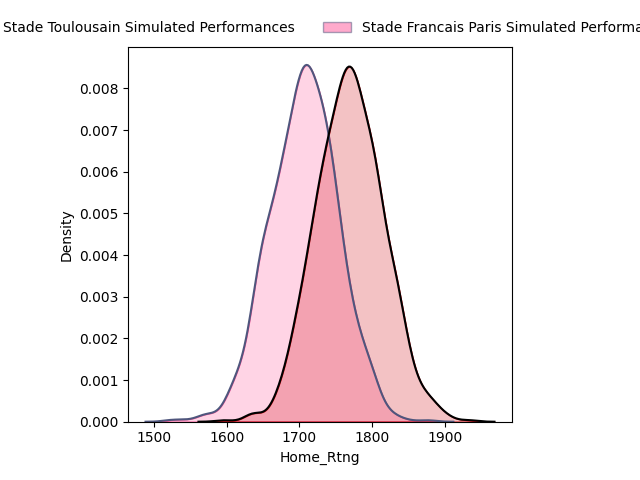 Stade Toulousain Simulated Performances Stade Francais Paris Simulated Performa
0.008
0.007
0.006
0.005
0.004
0.003
0.002
0.001
0.000
Density
1500 1600 1700 1800 1900
Home_Rtng